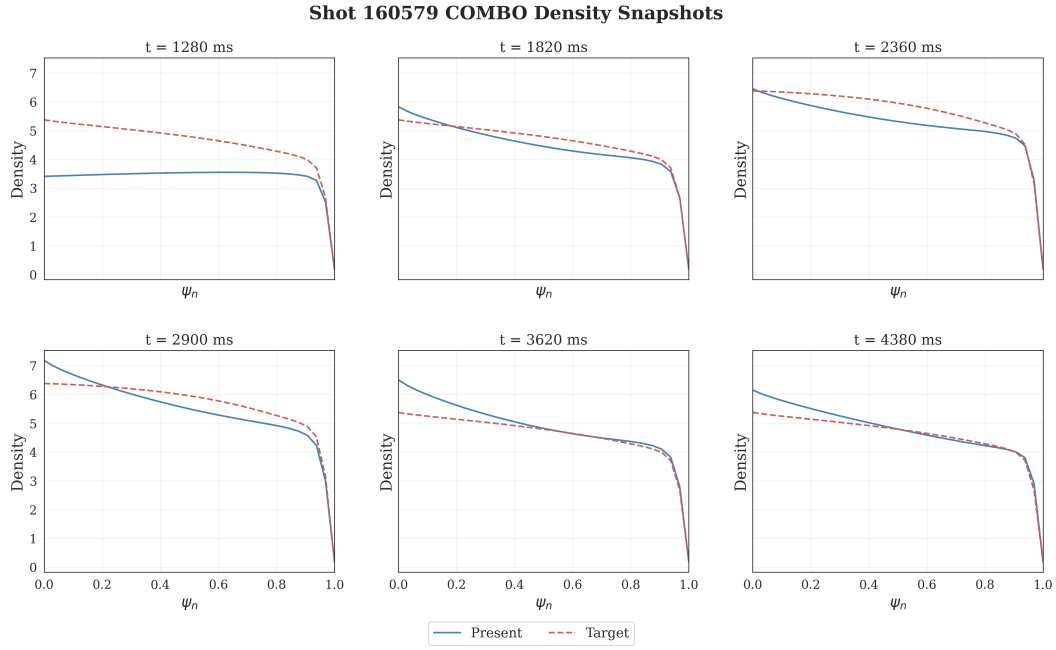 Shot 160579 COMBO Density Snapshots
t = 1280 ms
t = 1820 ms
t = 2360 ms
7
6
5
4
3
2
1
0
Density
Density
Density
ψn
ψn
ψn
t = 2900 ms
t = 3620 ms
t = 4380 ms
7
6
5
4
3
2
1
0
Density
Density
Density
0.0 0.2 0.4 0.6 0.8 1.0
0.0 0.2 0.4 0.6 0.8 1.0
0.0 0.2 0.4 0.6 0.8 1.0
ψn
ψn
ψn
Present Target